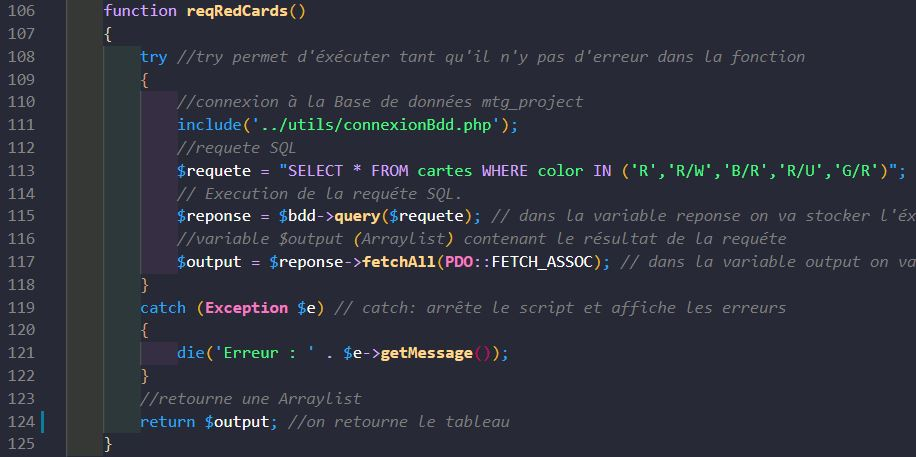 106 function reqRedCards()
107 {
108 try //try permet d'éxécuter tant qu'il n'y pas d'erreur dans la fonction
109 {
110 //connexion à la Base de données mtg_project
111 include('../utils/connexionBdd.php');
112 //requete SQL
113 $requete = "SELECT * FROM cartes WHERE color IN ('R','R/W','B/R','R/U','G/R')";
114 // Execution de la requéte SQL.
115 $reponse = $bdd->query($requete); // dans la variable reponse on va stocker l'éx
116 //variable $output (Arraylist) contenant le résultat de la requéte
117 $output = $reponse->fetchAll(PDO::FETCH_ASSOC); // dans la variable output on va
118 }
119 catch (Exception $e) // catch: arrête le script et affiche les erreurs
120 {
121 die('Erreur : ' . $e->getMessage());
122 }
123 //retourne une Arraylist
124 return $output; //on retourne le tableau
125 }